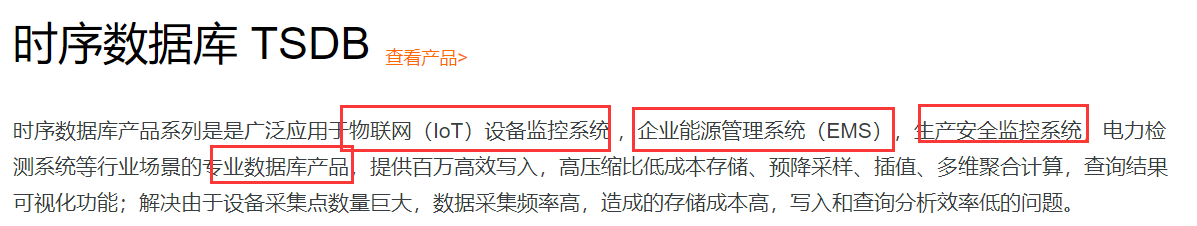 时序数据库 TSDB 查看产品>
时序数据库产品系列是是广泛应用于物联网（IoT）设备监控系统 ，企业能源管理系统（EMS），生产安全监控系统 电力检
测系统等行业场景的专业数据库产品，提供百万高效写入，高压缩比低成本存储、预降采样、插值、多维聚合计算，查询结果
可视化功能；解决由于设备采集点数量巨大，数据采集频率高，造成的存储成本高，写入和查询分析效率低的问题。